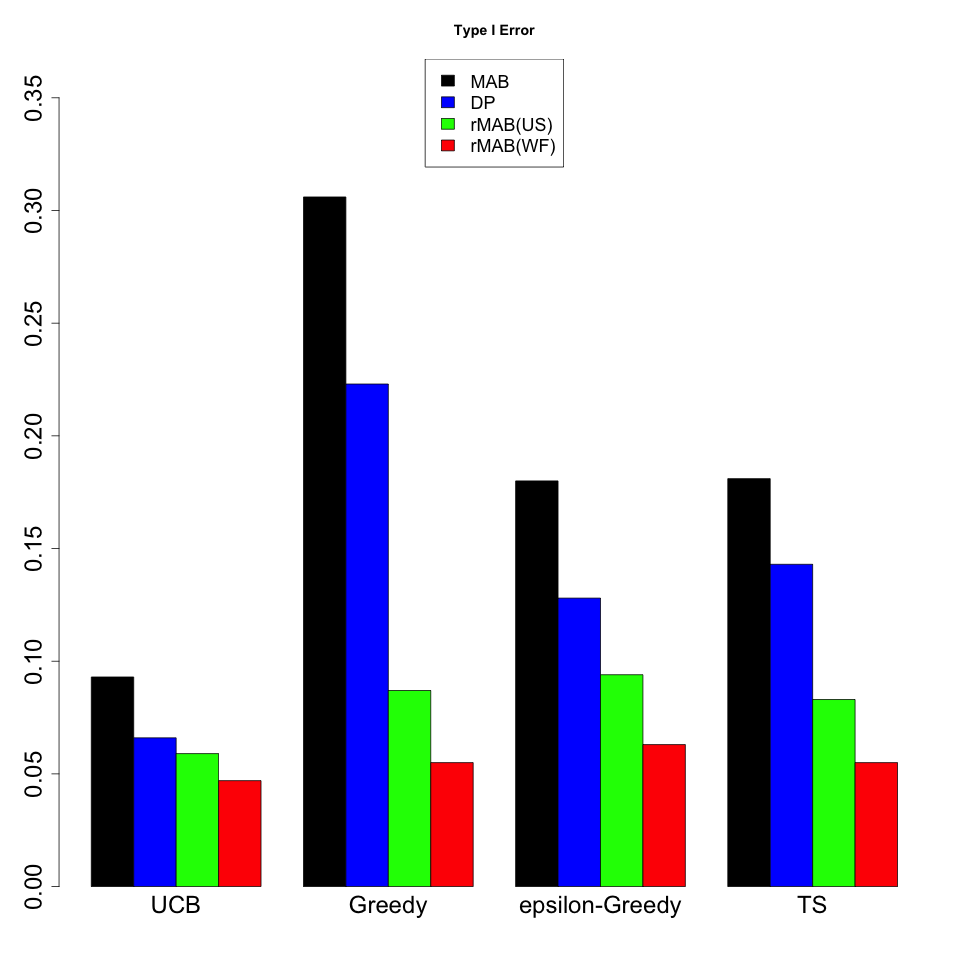 Type I Error
MAB
DP
rMAB(US)
rMAB(WF)
0.35
0.30
0.25
0.20
0.15
0.10
0.05
0.00
UCB Greedy epsilon-Greedy TS